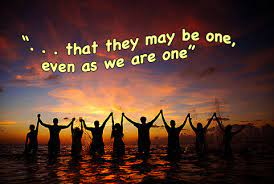 “. . . that they may be one,
even as we are one”